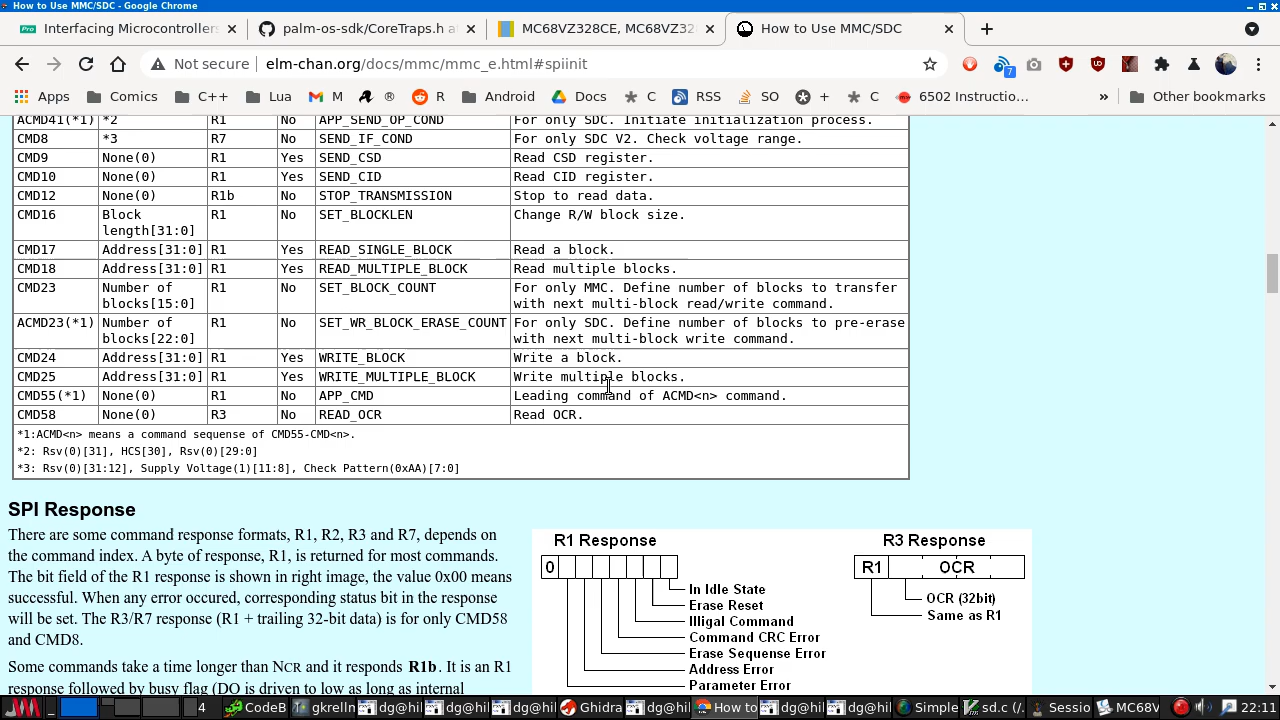 How to Use MMC/SDC - Google Chrome
Interfacing Microcontrollers
palm-os-sdk/CoreTraps.h at
MC68VZ328CE, MC68VZ32
How to Use MMC/SDC
Not secure
elm-chan.org/docs/mmc/mmc_e.html#spiinit
7
Apps Comics C++ Lua M ® R Android Docs C RSS SO + C 6502 Instructio... » Other bookmarks
ACMD41(*1) *2 R1 No APP_SEND_OP_COND For only SDC. Initiate initialization process.
CMD8 *3 R7 No SEND_IF_COND For only SDC V2. Check voltage range.
CMD9 None(0) R1 Yes SEND_CSD Read CSD register.
CMD10 None(0) R1 Yes SEND_CID Read CID register.
CMD12 None(0) R1b No STOP_TRANSMISSION Stop to read data.
CMD16 Block R1 No SET_BLOCKLEN Change R/W block size.
length[31:0]
CMD17 Address[31:0] R1 Yes READ_SINGLE_BLOCK Read a block.
CMD18 Address[31:0] R1 Yes READ_MULTIPLE_BLOCK Read multiple blocks.
CMD23 Number of R1 No SET_BLOCK_COUNT For only MMC. Define number of blocks to transfer
blocks[15:0] with next multi-block read/write command.
ACMD23(*1) Number of R1 No SET_WR_BLOCK_ERASE_COUNT For only SDC. Define number of blocks to pre-erase
blocks[22:0] with next multi-block write command.
CMD24 Address[31:0] R1 Yes WRITE_BLOCK Write a block.
CMD25 Address[31:0] R1 Yes WRITE_MULTIPLE_BLOCK Write multiple blocks.
CMD55(*1) None(0) R1 No APP_CMD Leading command of ACMD<n> command.
CMD58 None(0) R3 No READ_OCR Read OCR.
*1:ACMD<n> means a command sequence of CMD55-CMD<n>.
*2: Rsv(0)[31], HCS[30], Rsv(0)[29:0]
*3: Rsv(0)[31:12], Supply Voltage(1)[11:8], Check Pattern(0xAA)[7:0]
SPI Response
There are some command response formats, R1, R2, R3 and R7, depends on
the command index. A byte of response, R1, is returned for most commands.
The bit field of the R1 response is shown in right image, the value 0x00 means
successful. When any error occured, corresponding status bit in the response
will be set. The R3/R7 response (R1 + trailing 32-bit data) is for only CMD58
and CMD8.
Some commands take a time longer than NCR and it responds R1b. It is an R1
response followed by busy flag (DO is driven to low as long as internal
R1 Response
0
In Idle State
Erase Reset
Illigal Command
Command CRC Error
Erase Sequence Error
Address Error
Parameter Error
R3 Response
R1 OCR
OCR (32bit)
Same as R1
4 CodeB gkrelln dg@hil dg@hil dg@hil Ghidra dg@hil How to dg@hil dg@hil Simple sd.c (/. Sessio MC68V 22:11